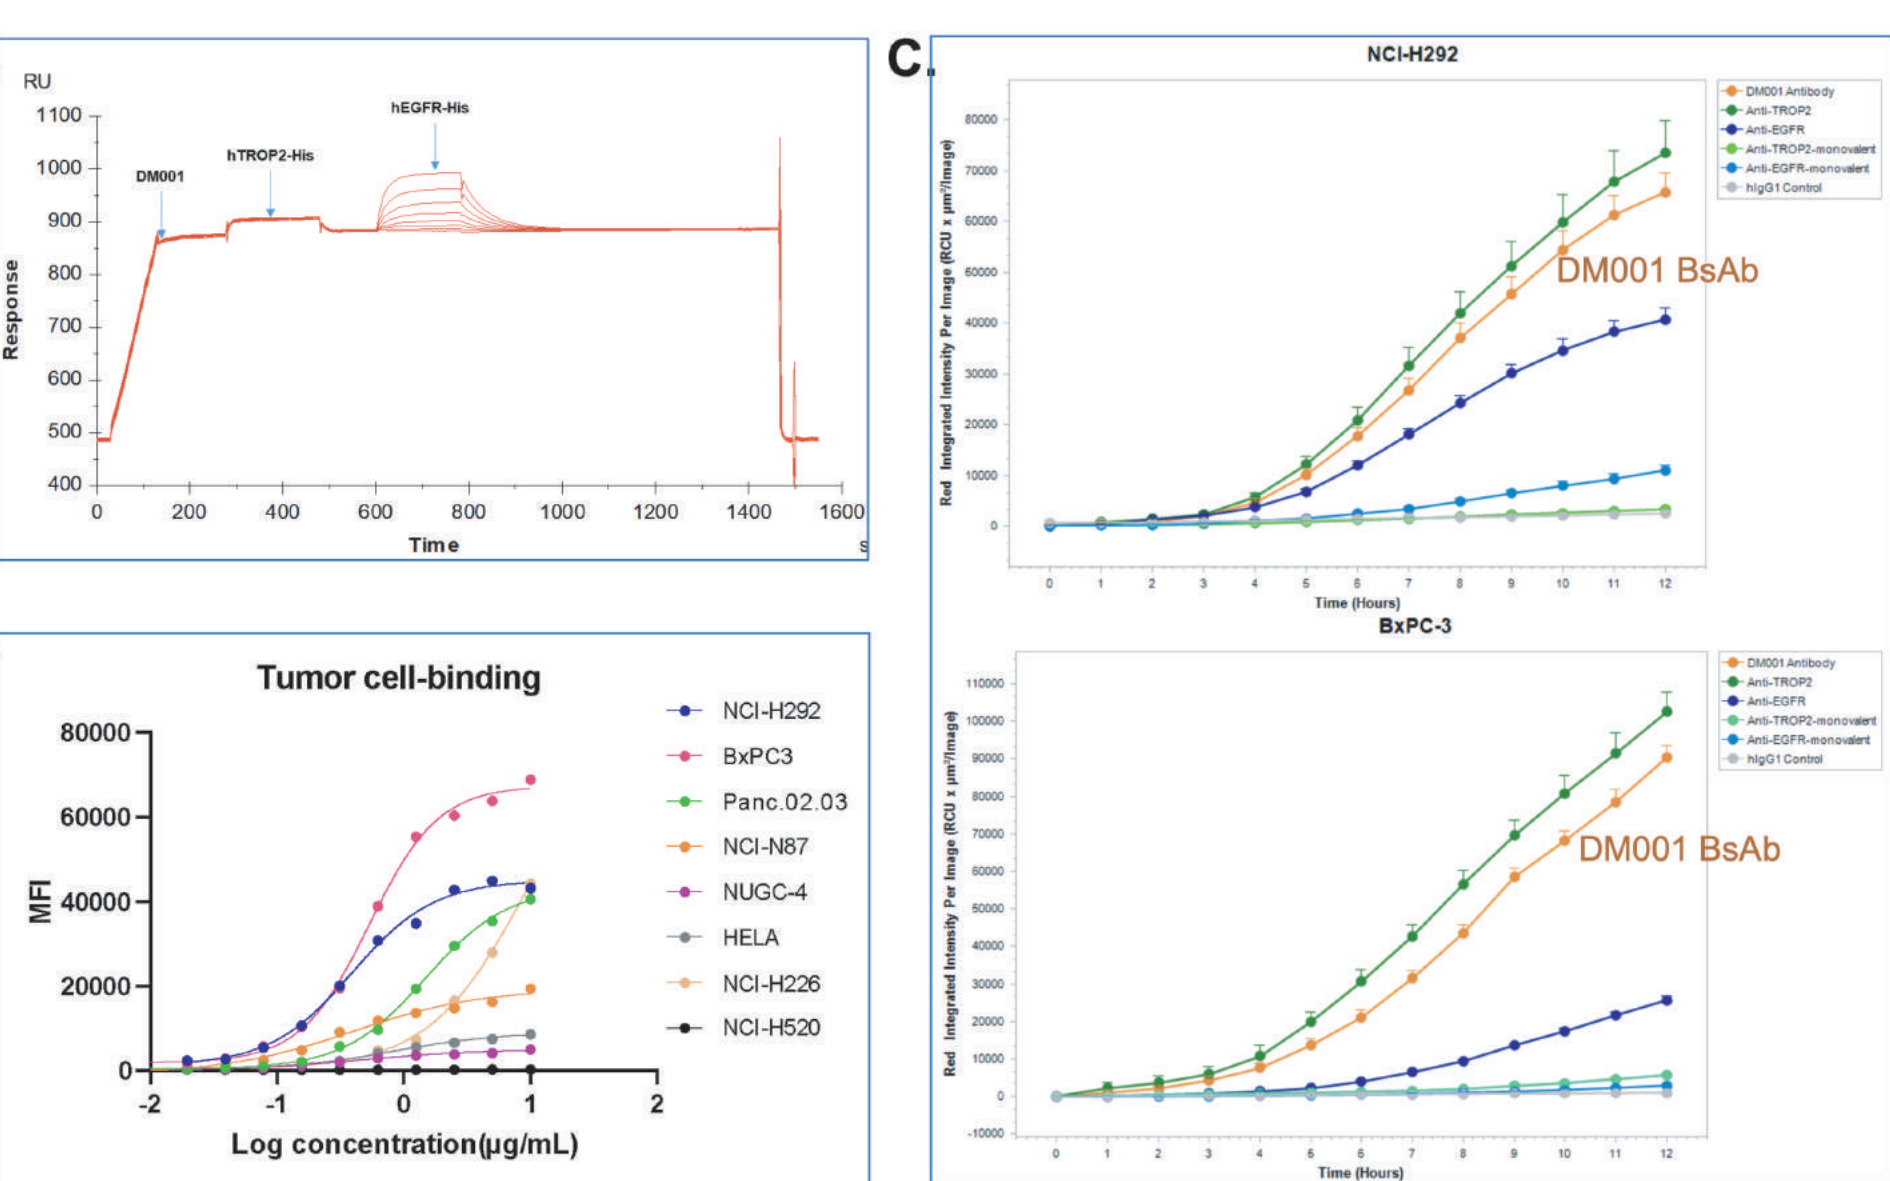 RU
1100
1000
900
800
700
600
500
400
Response
DM001
hTROP2-His
hEGFR-His
0 200 400 600 800 1000 1200 1400 1600
Time
s
Tumor cell-binding
80000
60000
40000
20000
0
MFI
-2 -1 0 1 2
Log concentration(µg/mL)
NCI-H292
BxPC3
Panc.02.03
NCI-N87
NUGC-4
HELA
NCI-H226
NCI-H520
C.
NCI-H292
80000
70000
60000
50000
40000
30000
20000
10000
0
Red Integrated Intensity Per Image (RCU x µm²/Image)
0 1 2 3 4 5 6 7 8 9 10 11 12
Time (Hours)
DM001 BsAb
DM001 Antibody
Anti-TROP2
Anti-EGFR
Anti-TROP2-monovalent
Anti-EGFR-monovalent
hIgG1 Control
BxPC-3
110000
100000
90000
80000
70000
60000
50000
40000
30000
20000
10000
0
-10000
Red Integrated Intensity Per Image (RCU x µm²/Image)
0 1 2 3 4 5 6 7 8 9 10 11 12
Time (Hours)
DM001 BsAb
DM001 Antibody
Anti-TROP2
Anti-EGFR
Anti-TROP2-monovalent
Anti-EGFR-monovalent
hIgG1 Control